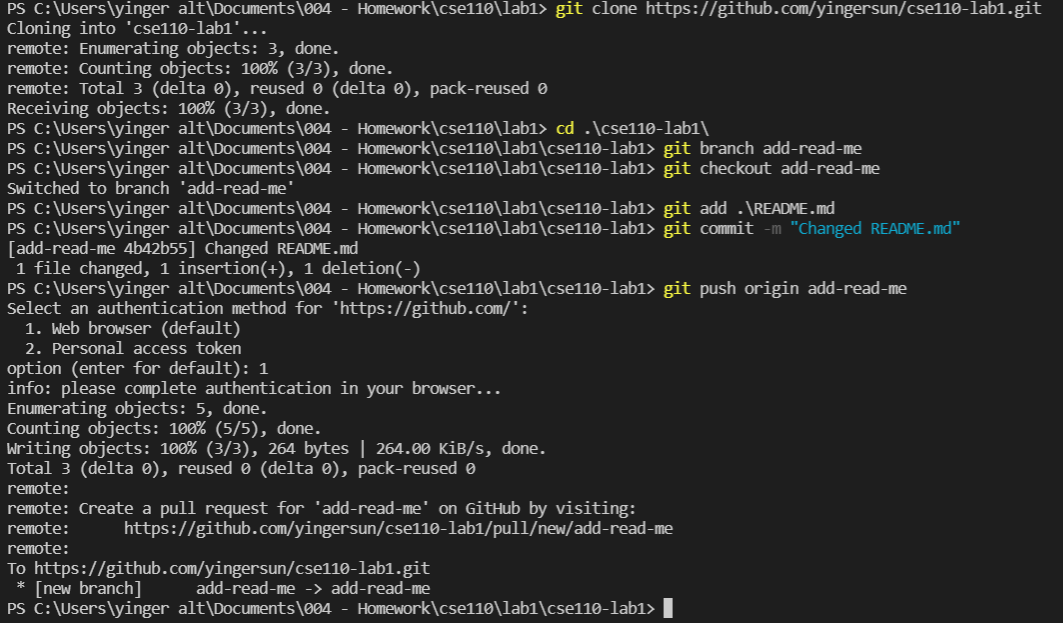 PS C:\Users\yinger alt\Documents\004 - Homework\cse110\lab1> git clone https://github.com/yingersun/cse110-lab1.git
Cloning into 'cse110-lab1'...
remote: Enumerating objects: 3, done.
remote: Counting objects: 100% (3/3), done.
remote: Total 3 (delta 0), reused 0 (delta 0), pack-reused 0
Receiving objects: 100% (3/3), done.
PS C:\Users\yinger alt\Documents\004 - Homework\cse110\lab1> cd .\cse110-lab1\
PS C:\Users\yinger alt\Documents\004 - Homework\cse110\lab1\cse110-lab1> git branch add-read-me
PS C:\Users\yinger alt\Documents\004 - Homework\cse110\lab1\cse110-lab1> git checkout add-read-me
Switched to branch 'add-read-me'
PS C:\Users\yinger alt\Documents\004 - Homework\cse110\lab1\cse110-lab1> git add .\README.md
PS C:\Users\yinger alt\Documents\004 - Homework\cse110\lab1\cse110-lab1> git commit -m "Changed README.md"
[add-read-me 4b42b55] Changed README.md
 1 file changed, 1 insertion(+), 1 deletion(-)
PS C:\Users\yinger alt\Documents\004 - Homework\cse110\lab1\cse110-lab1> git push origin add-read-me
Select an authentication method for 'https://github.com/':
  1. Web browser (default)
  2. Personal access token
option (enter for default): 1
info: please complete authentication in your browser...
Enumerating objects: 5, done.
Counting objects: 100% (5/5), done.
Writing objects: 100% (3/3), 264 bytes | 264.00 KiB/s, done.
Total 3 (delta 0), reused 0 (delta 0), pack-reused 0
remote:
remote: Create a pull request for 'add-read-me' on GitHub by visiting:
remote:      https://github.com/yingersun/cse110-lab1/pull/new/add-read-me
remote:
To https://github.com/yingersun/cse110-lab1.git
 * [new branch]      add-read-me -> add-read-me
PS C:\Users\yinger alt\Documents\004 - Homework\cse110\lab1\cse110-lab1>